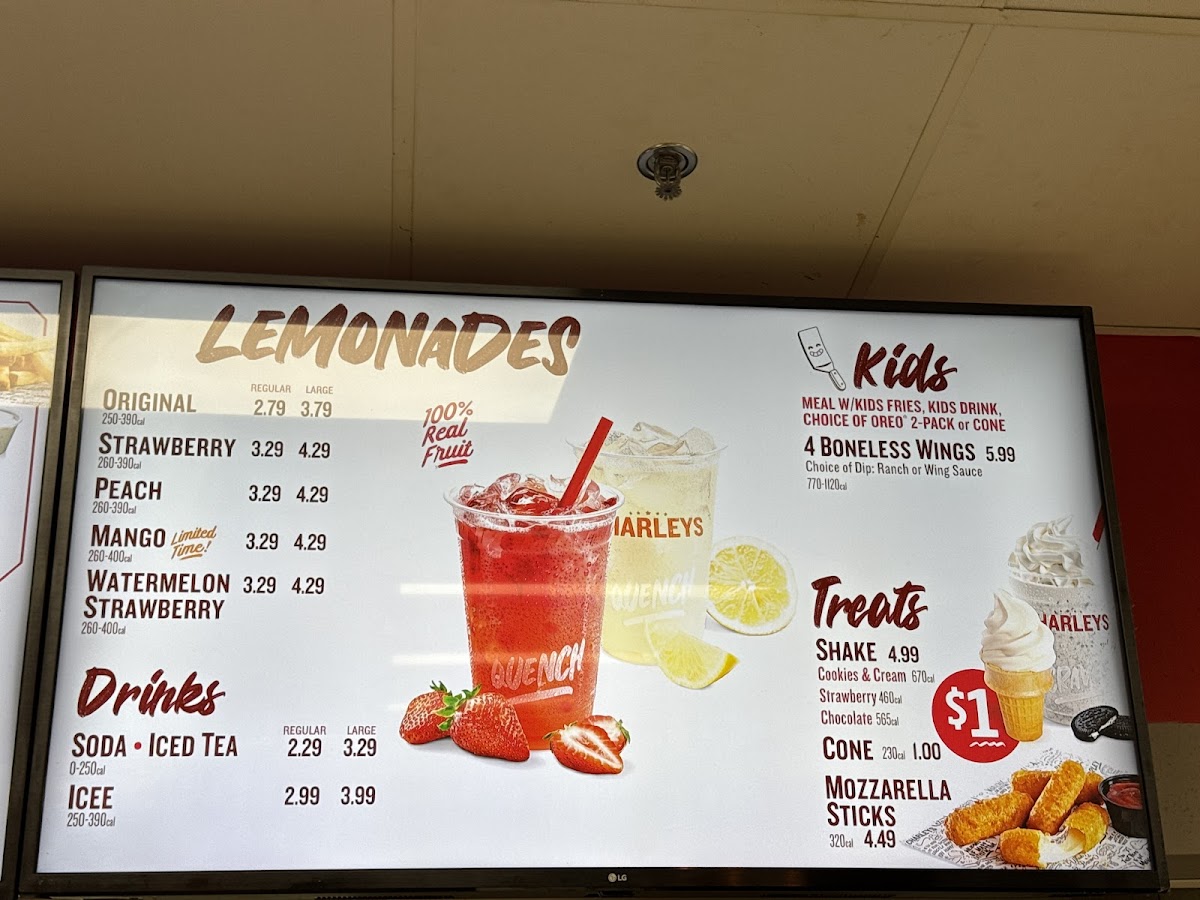 LEMONADES
REGULAR LARGE
ORIGINAL 2.79 3.79
250-390cal
STRAWBERRY 3.29 4.29
260-390cal
PEACH 3.29 4.29
260-390cal
MANGO Limited Time! 3.29 4.29
260-400cal
WATERMELON 3.29 4.29
STRAWBERRY
260-400cal
100%
Real
Fruit
HARLEYS
QUENCH
QUENCH
Drinks
REGULAR LARGE
SODA • ICED TEA 2.29 3.29
0-250cal
ICEE 2.99 3.99
250-390cal
Kids
MEAL W/KIDS FRIES, KIDS DRINK,
CHOICE OF OREO® 2-PACK or CONE
4 BONELESS WINGS 5.99
Choice of Dip: Ranch or Wing Sauce
770-1120cal
Treats
SHAKE 4.99
Cookies & Cream 670cal
Strawberry 460cal
Chocolate 565cal
$1
CONE 230cal 1.00
MOZZARELLA
STICKS
320cal 4.49
HARLEYS
LG